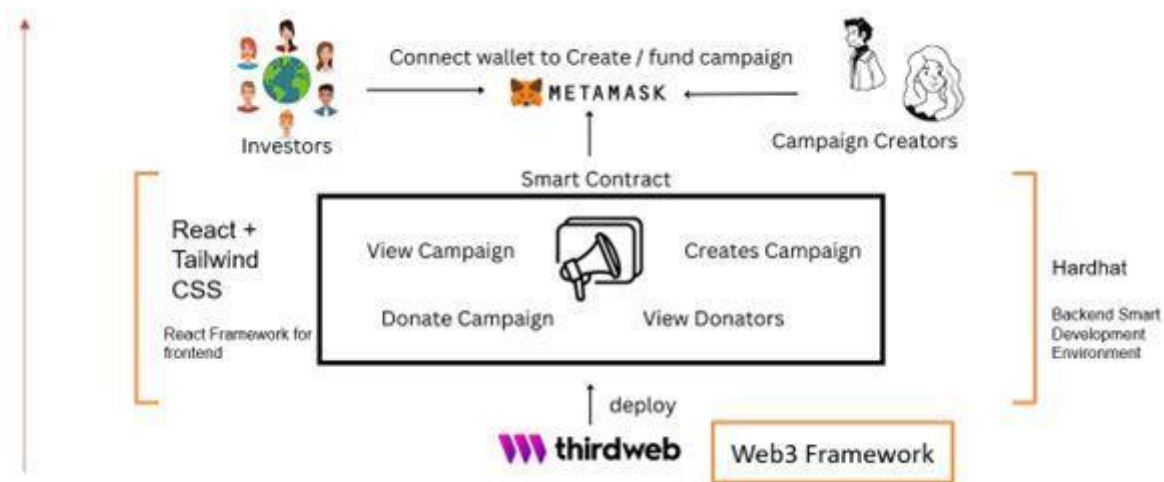 Connect wallet to Create / fund campaign
METAMASK
Investors
Campaign Creators
Smart Contract
React +
Tailwind
CSS
React Framework for
frontend
View Campaign
Creates Campaign
Donate Campaign
View Donators
Hardhat
Backend Smart
Development
Environment
deploy
thirdweb
Web3 Framework